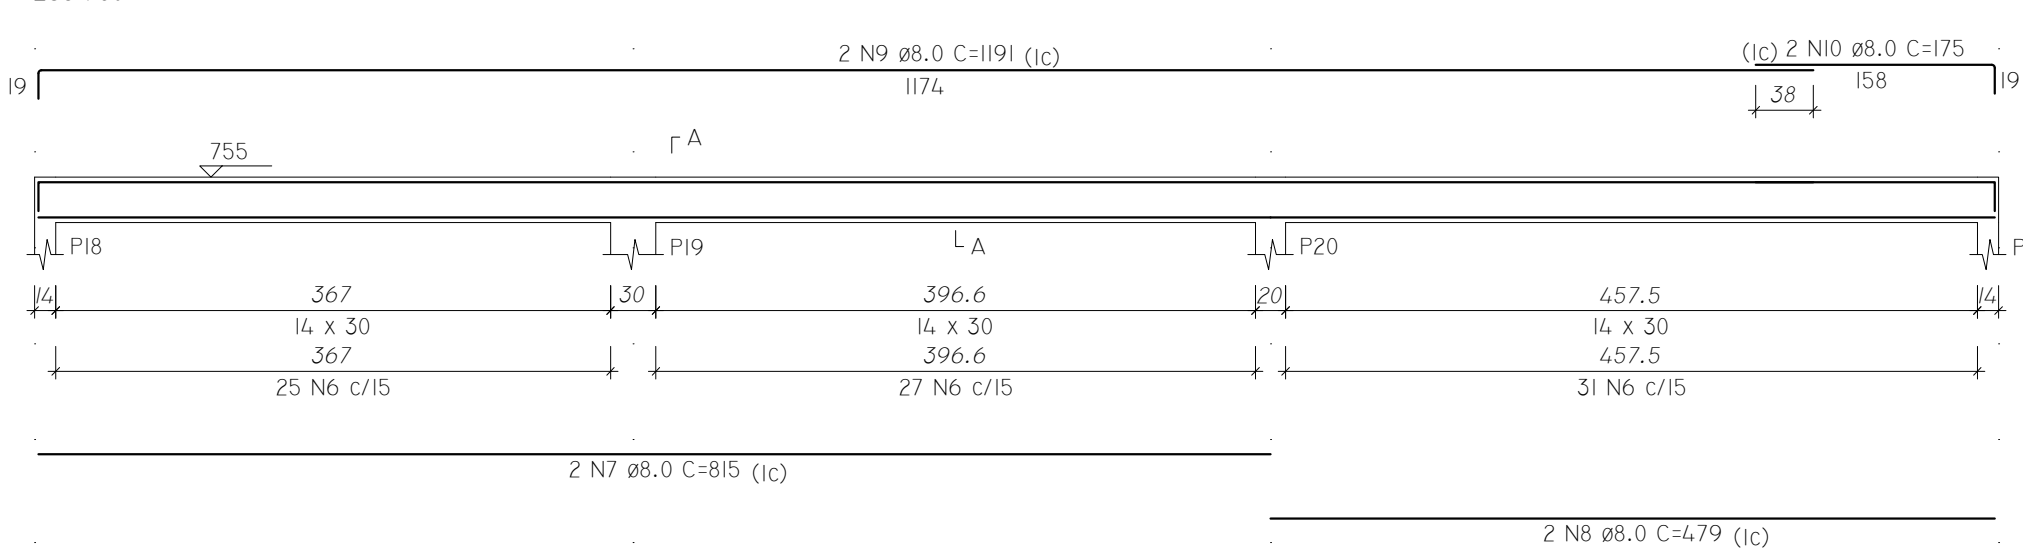 2 N9 ø8.0 C=1191 (1c)
(1c) 2 N10 ø8.0 C=175
19
1174
158
19
38
A
755
P18
P19
A
P20
P
14 367 30 396.6 20 457.5 14
14 x 30
14 x 30
14 x 30
367
396.6
457.5
25 N6 c/15
27 N6 c/15
31 N6 c/15
2 N7 ø8.0 C=815 (1c)
2 N8 ø8.0 C=479 (1c)